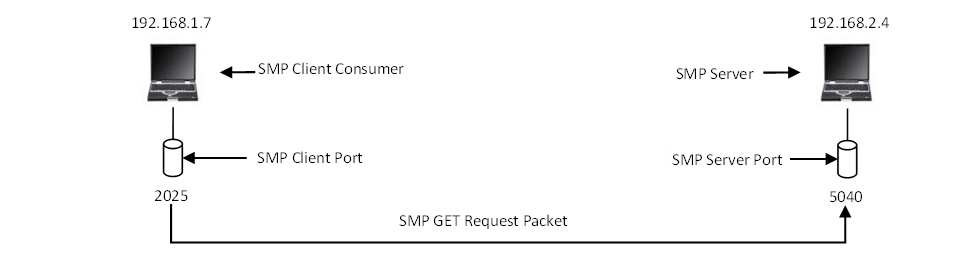 192.168.1.7
192.168.2.4
SMP Client Consumer
SMP Server
SMP Client Port
SMP Server Port
2025
5040
SMP GET Request Packet